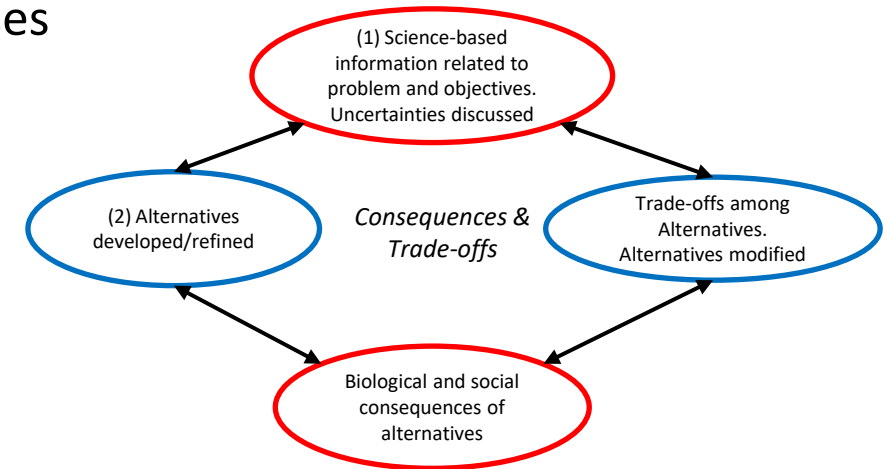 es
(1) Science-based
information related to
problem and objectives.
Uncertainties discussed
(2) Alternatives
developed/refined
Consequences &
Trade-offs
Trade-offs among
Alternatives.
Alternatives modified
Biological and social
consequences of
alternatives